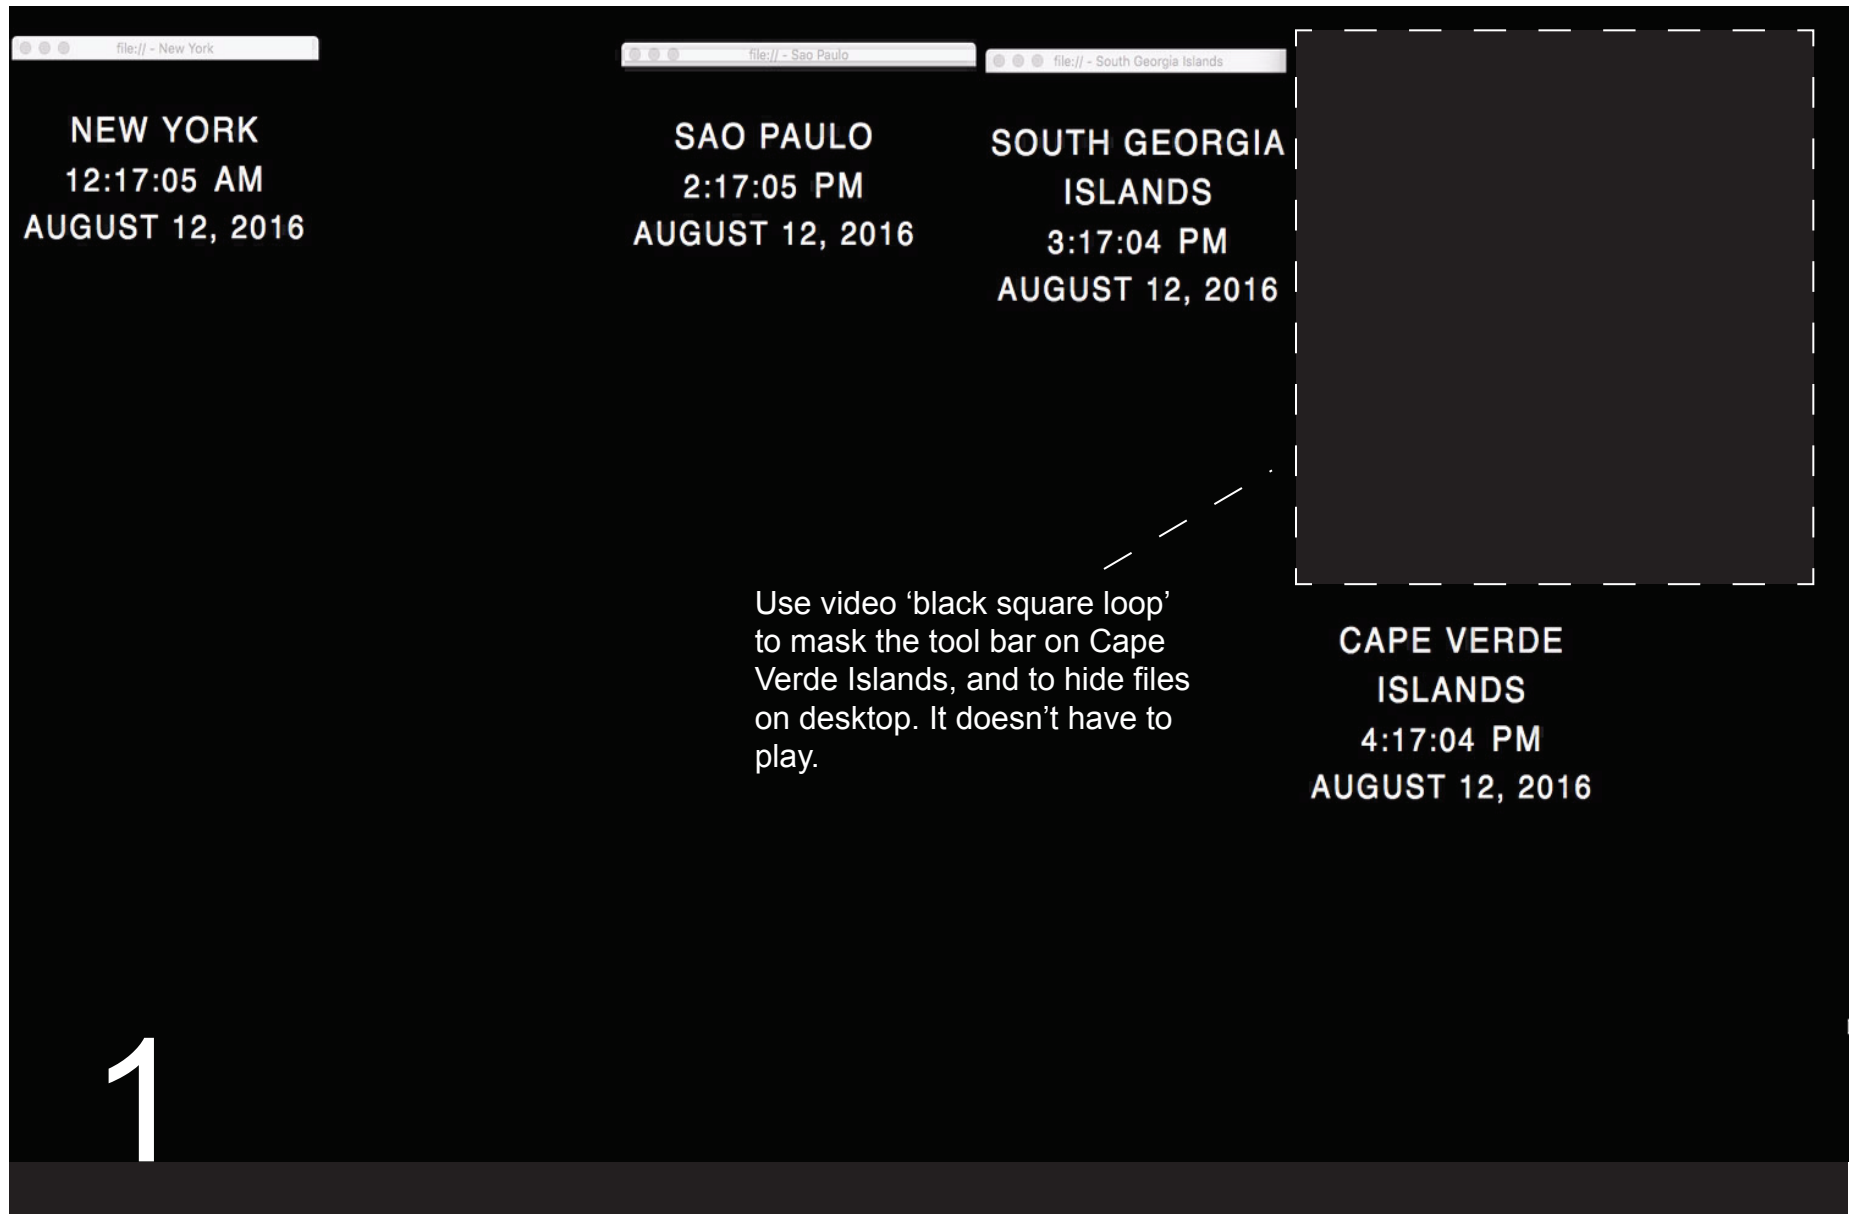 file:// - New York
NEW YORK
12:17:05 AM
AUGUST 12, 2016
file:// - Sao Paulo
SAO PAULO
2:17:05 PM
AUGUST 12, 2016
file:// - South Georgia Islands
SOUTH GEORGIA
ISLANDS
3:17:04 PM
AUGUST 12, 2016
Use video ‘black square loop’
to mask the tool bar on Cape
Verde Islands, and to hide files
on desktop. It doesn’t have to
play.
CAPE VERDE
ISLANDS
4:17:04 PM
AUGUST 12, 2016
1